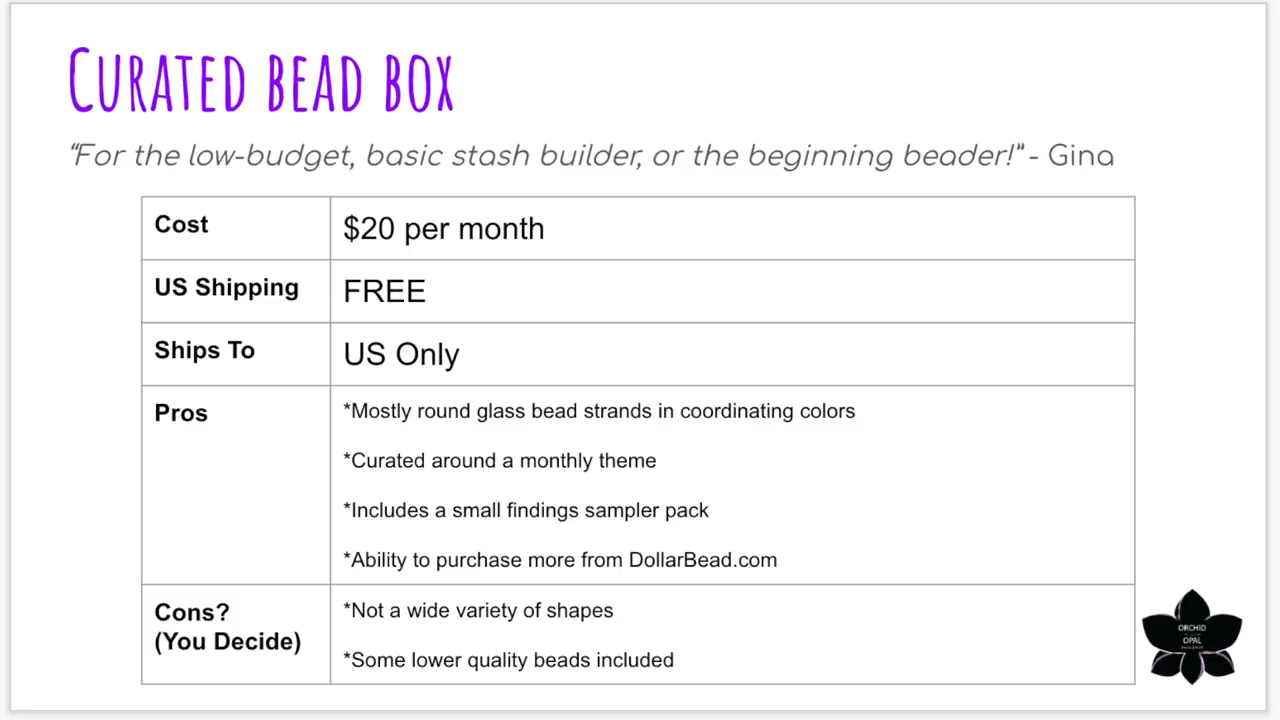 CURATED BEAD BOX
“For the low-budget, basic stash builder, or the beginning beader!” - Gina
Cost
$20 per month
US Shipping
FREE
Ships To
US Only
Pros
*Mostly round glass bead strands in coordinating colors
*Curated around a monthly theme
*Includes a small findings sampler pack
*Ability to purchase more from DollarBead.com
Cons?
(You Decide)
*Not a wide variety of shapes
*Some lower quality beads included
ORCHID
OPAL